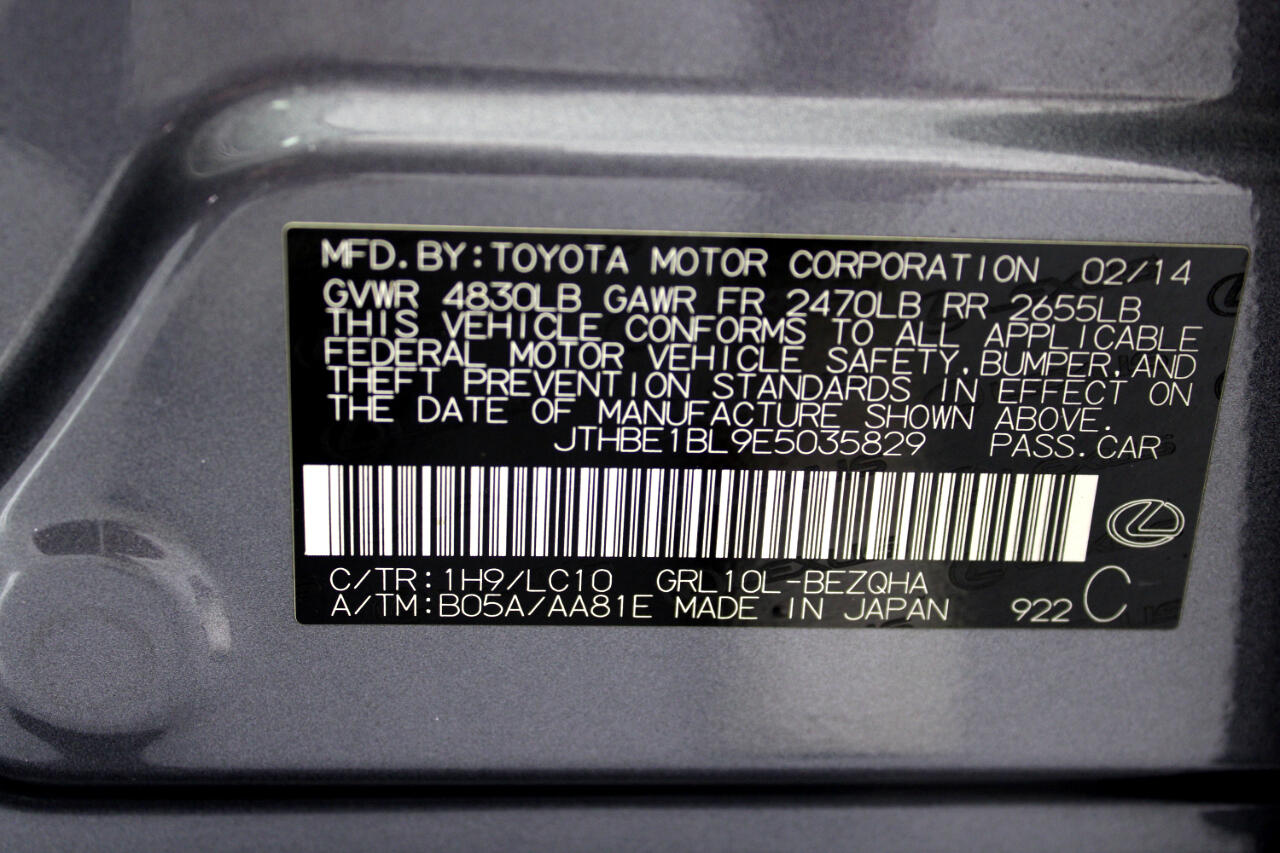 MFD.BY:TOYOTA MOTOR CORPORATION 02/14
GVWR 4830LB GAWR FR 2470LB RR 2655LB
THIS VEHICLE CONFORMS TO ALL APPLICABLE
FEDERAL MOTOR VEHICLE SAFETY,BUMPER,AND
THEFT PREVENTION STANDARDS IN EFFECT ON
THE DATE OF MANUFACTURE SHOWN ABOVE.
JTHBE1BL9E5035829 PASS.CAR
C/TR:1H9/LC10 GRL10L-BEZQHA
A/TM:B05A/AA81E MADE IN JAPAN 922 C